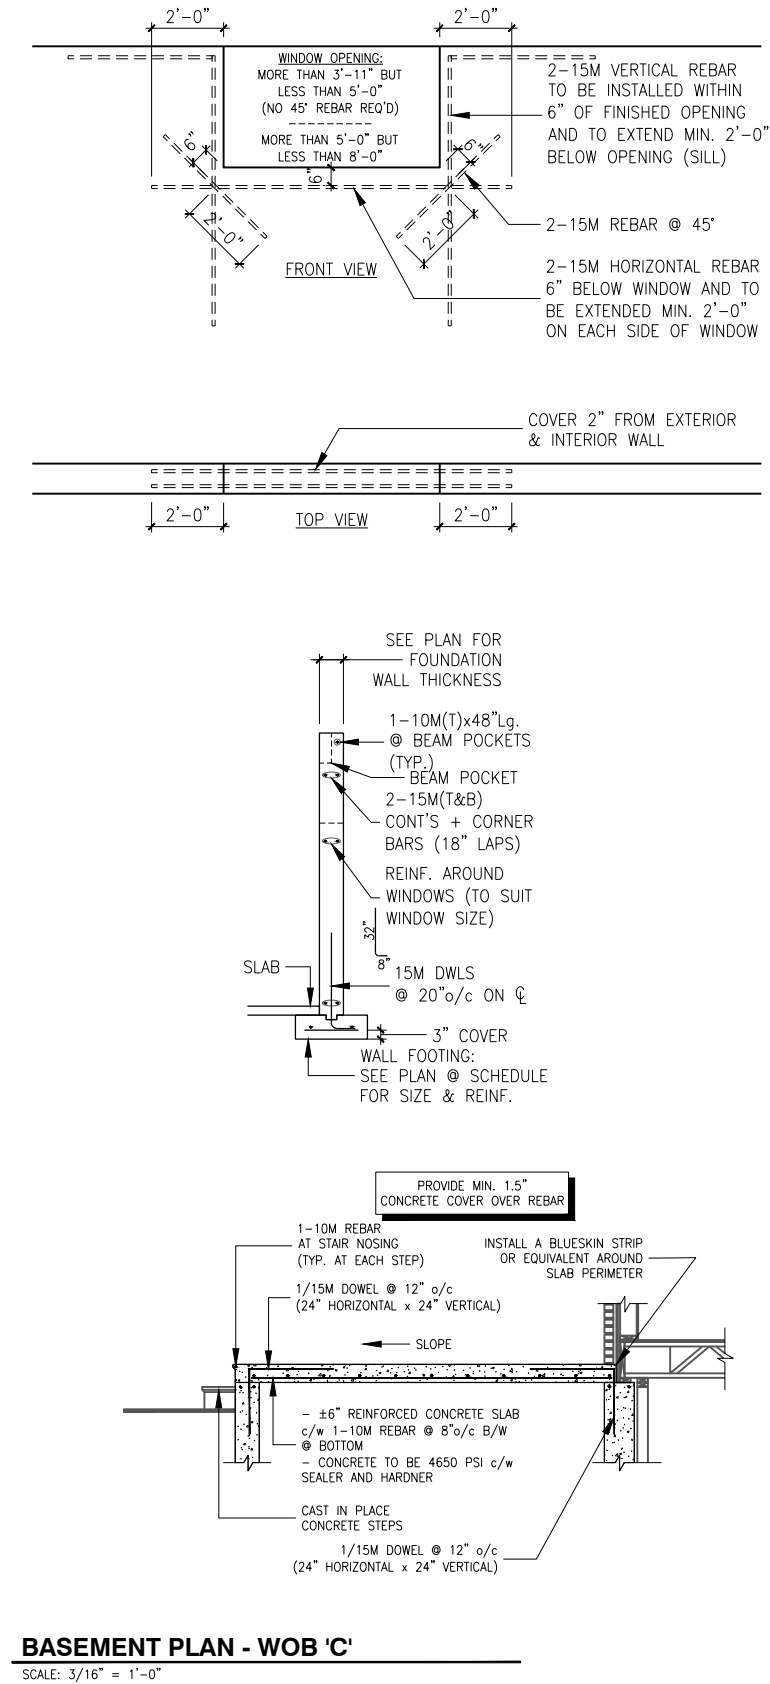 2'-0"
2'-0"
WINDOW OPENING:
MORE THAN 3'-11" BUT
LESS THAN 5'-0"
(NO 45° REBAR REQ'D)
MORE THAN 5'-0" BUT
LESS THAN 8'-0"
2-15M VERTICAL REBAR
TO BE INSTALLED WITHIN
6" OF FINISHED OPENING
AND TO EXTEND MIN. 2'-0"
BELOW OPENING (SILL)
6"
6"
6"
2'-0"
2'-0"
2-15M REBAR @ 45°
FRONT VIEW
2-15M HORIZONTAL REBAR
6" BELOW WINDOW AND TO
BE EXTENDED MIN. 2'-0"
ON EACH SIDE OF WINDOW
COVER 2" FROM EXTERIOR
& INTERIOR WALL
2'-0"
TOP VIEW
2'-0"
SEE PLAN FOR
FOUNDATION
WALL THICKNESS
1-10M(T)x48"Lg.
@ BEAM POCKETS
(TYP.)
BEAM POCKET
2-15M(T&B)
CONT'S + CORNER
BARS (18" LAPS)
REINF. AROUND
WINDOWS (TO SUIT
WINDOW SIZE)
32"
8"
SLAB
15M DWLS
@ 20"o/c ON ℄
3" COVER
WALL FOOTING:
SEE PLAN @ SCHEDULE
FOR SIZE & REINF.
PROVIDE MIN. 1.5"
CONCRETE COVER OVER REBAR
1-10M REBAR
AT STAIR NOSING
(TYP. AT EACH STEP)
INSTALL A BLUESKIN STRIP
OR EQUIVALENT AROUND
SLAB PERIMETER
1/15M DOWEL @ 12" o/c
(24" HORIZONTAL x 24" VERTICAL)
SLOPE
- ±6" REINFORCED CONCRETE SLAB
c/w 1-10M REBAR @ 8"o/c B/W
@ BOTTOM
- CONCRETE TO BE 4650 PSI c/w
SEALER AND HARDNER
CAST IN PLACE
CONCRETE STEPS
1/15M DOWEL @ 12" o/c
(24" HORIZONTAL x 24" VERTICAL)
BASEMENT PLAN - WOB 'C'
SCALE: 3/16" = 1'-0"